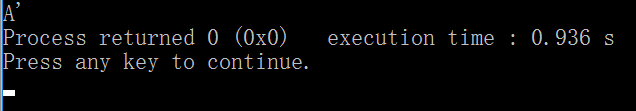 A'
Process returned 0 (0x0)   execution time : 0.936 s
Press any key to continue.